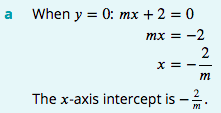 a When y = 0: mx + 2 = 0
mx = −2
x = −2/m
The x-axis intercept is −2/m.